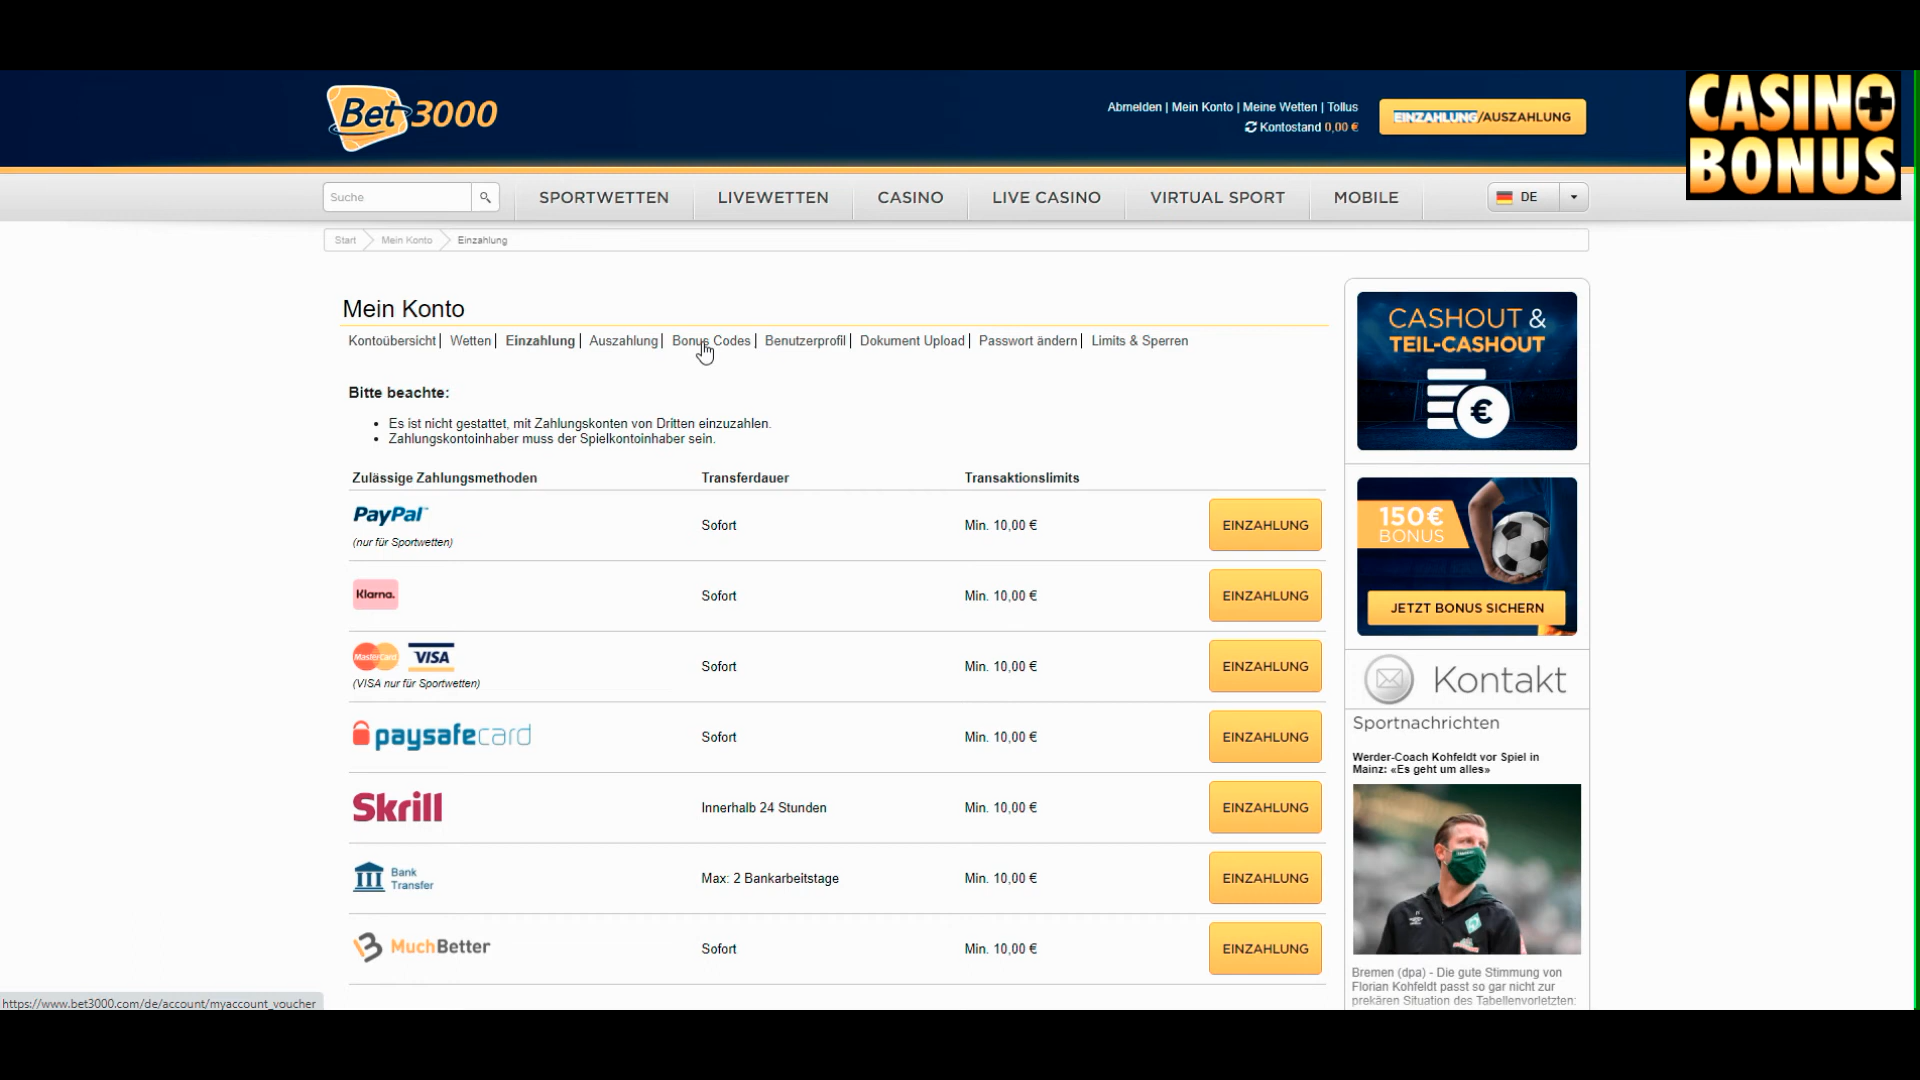 Bet3000
Abmelden | Mein Konto | Meine Wetten | Tollus
Kontostand 0,00 €
EINZAHLUNG/AUSZAHLUNG
CASINO
BONUS
Suche
SPORTWETTEN
LIVEWETTEN
CASINO
LIVE CASINO
VIRTUAL SPORT
MOBILE
DE
Start
Mein Konto
Einzahlung
Mein Konto
Kontoübersicht| Wetten| Einzahlung| Auszahlung| Bonus Codes| Benutzerprofil| Dokument Upload| Passwort ändern| Limits & Sperren
Bitte beachte:
• Es ist nicht gestattet, mit Zahlungskonten von Dritten einzuzahlen.
• Zahlungskontoinhaber muss der Spielkontoinhaber sein.
Zulässige Zahlungsmethoden Transferdauer Transaktionslimits
PayPal
(nur für Sportwetten)
Sofort
Min. 10,00 €
EINZAHLUNG
Klarna.
Sofort
Min. 10,00 €
EINZAHLUNG
MasterCard VISA
(VISA nur für Sportwetten)
Sofort
Min. 10,00 €
EINZAHLUNG
paysafecard
Sofort
Min. 10,00 €
EINZAHLUNG
Skrill
Innerhalb 24 Stunden
Min. 10,00 €
EINZAHLUNG
Bank
Transfer
Max: 2 Bankarbeitstage
Min. 10,00 €
EINZAHLUNG
MuchBetter
Sofort
Min. 10,00 €
EINZAHLUNG
CASHOUT &
TEIL-CASHOUT
€
150€
BONUS
JETZT BONUS SICHERN
Kontakt
Sportnachrichten
Werder-Coach Kohfeldt vor Spiel in
Mainz: «Es geht um alles»
Bremen (dpa) - Die gute Stimmung von
Florian Kohfeldt passt so gar nicht zur
prekären Situation des Tabellenvorletzten:
https://www.bet3000.com/de/account/myaccount_voucher